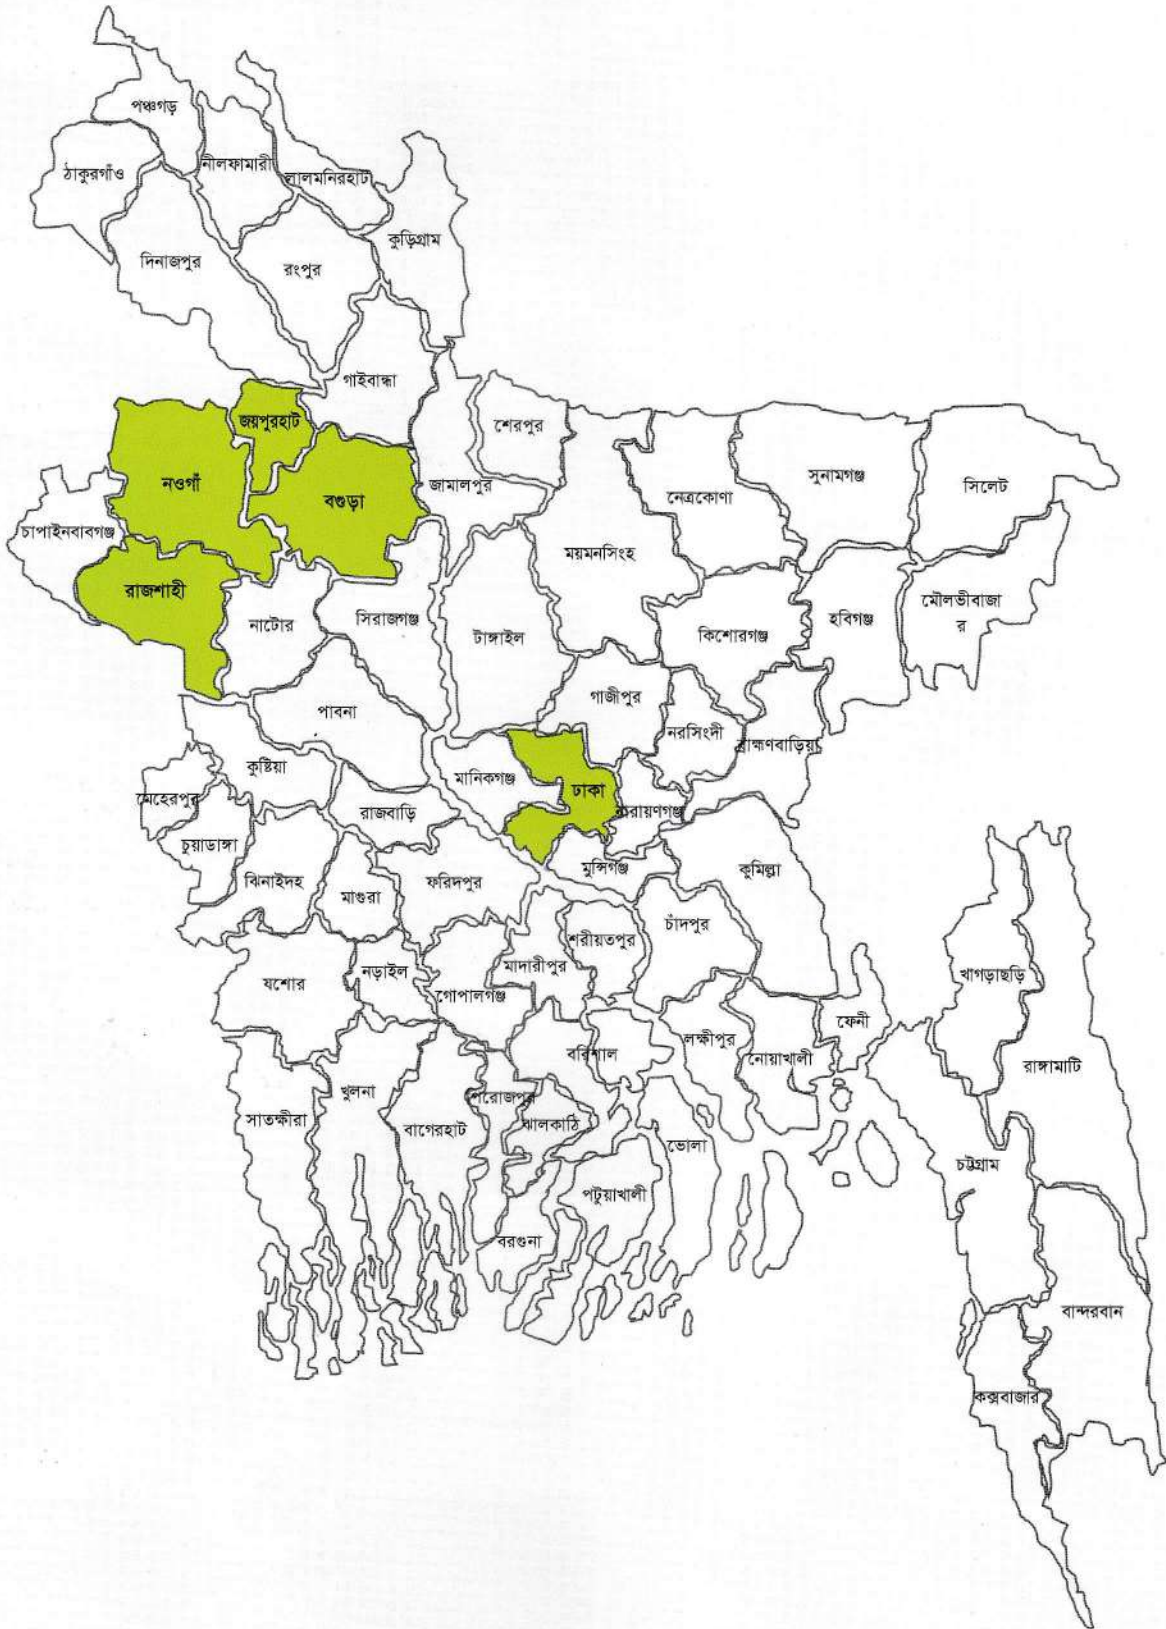 পঞ্চগড়
ঠাকুরগাঁও
নীলফামারী
লালমনিরহাট
কুড়িগ্রাম
দিনাজপুর
রংপুর
গাইবান্ধা
জয়পুরহাট
শেরপুর
নওগাঁ
বগুড়া
জামালপুর
নেত্রকোণা
সুনামগঞ্জ
সিলেট
চাপাইনবাবগঞ্জ
ময়মনসিংহ
রাজশাহী
নাটোর
সিরাজগঞ্জ
টাঙ্গাইল
কিশোরগঞ্জ
হবিগঞ্জ
মৌলভীবাজা
র
গাজীপুর
পাবনা
নরসিংদী
ব্রাহ্মণবাড়িয়া
কুষ্টিয়া
মানিকগঞ্জ
ঢাকা
মেহেরপুর
রাজবাড়ি
নারায়ণগঞ্জ
চুয়াডাঙ্গা
ঝিনাইদহ
মাগুরা
ফরিদপুর
মুন্সিগঞ্জ
কুমিল্লা
চাঁদপুর
শরীয়তপুর
মাদারীপুর
নড়াইল
যশোর
গোপালগঞ্জ
খাগড়াছড়ি
ফেনী
লক্ষীপুর
নোয়াখালী
বরিশাল
রাঙ্গামাটি
খুলনা
পিরোজপুর
সাতক্ষীরা
বাগেরহাট
ঝালকাঠি
ভোলা
চট্টগ্রাম
পটুয়াখালী
বরগুনা
বান্দরবান
কক্সবাজার